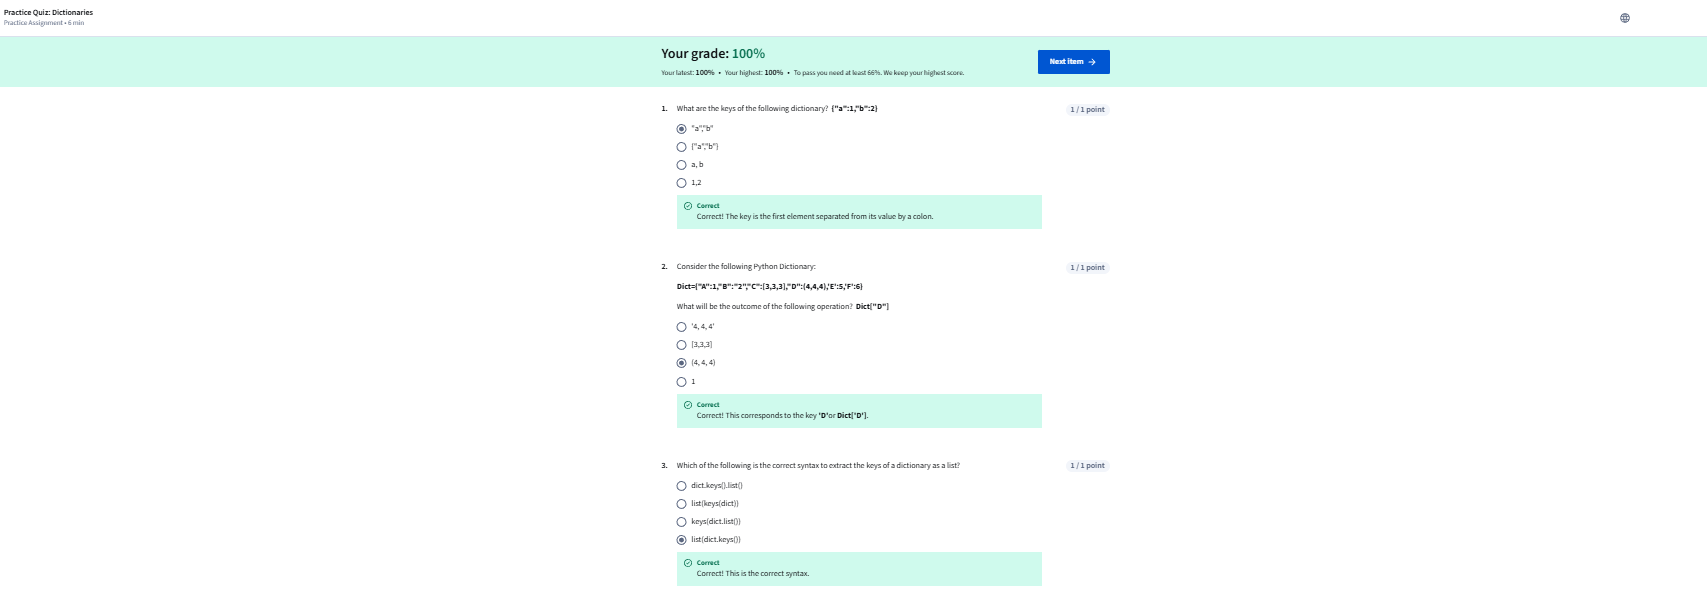 Practice Quiz: Dictionaries
Practice Assignment • 6 min
Your grade: 100%
Your latest: 100% • Your highest: 100% • To pass you need at least 66%. We keep your highest score.
Next item →
1. What are the keys of the following dictionary? {"a":1,"b":2}
1 / 1 point
"a","b"
{"a","b"}
a, b
1,2
Correct
Correct! The key is the first element separated from its value by a colon.
2. Consider the following Python Dictionary:
1 / 1 point
Dict={"A":1,"B":"2","C":[3,3,3],"D":(4,4,4),'E':5,'F':6}
What will be the outcome of the following operation? Dict["D"]
'4, 4, 4'
[3,3,3]
(4, 4, 4)
1
Correct
Correct! This corresponds to the key 'D'or Dict['D'].
3. Which of the following is the correct syntax to extract the keys of a dictionary as a list?
1 / 1 point
dict.keys().list()
list(keys(dict))
keys(dict.list())
list(dict.keys())
Correct
Correct! This is the correct syntax.